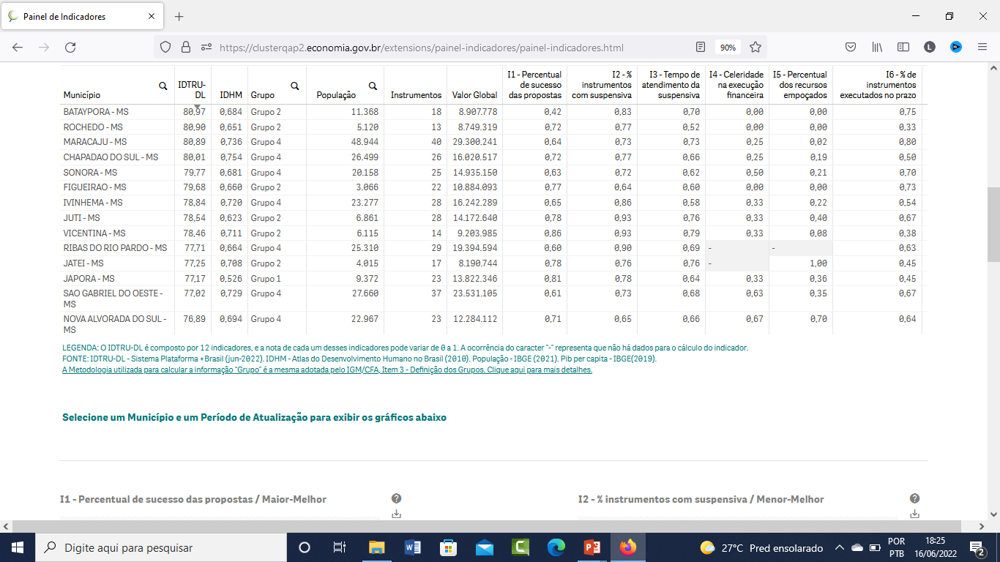 Painel de Indicadores
https://clusterqap2.economia.gov.br/extensions/painel-indicadores/painel-indicadores.html
90%
L
Município IDTRU-DL IDHM Grupo População Instrumentos Valor Global I1 - Percentual de sucesso das propostas I2 - % instrumentos com suspensiva I3 - Tempo de atendimento da suspensiva I4 - Celeridade na execução financeira I5 - Percentual dos recursos empoçados I6 - % de instrumentos executados no prazo
BATAYPORA - MS 80,97 0,684 Grupo 2 11.368 18 8.907.778 0,42 0,83 0,70 0,00 0,00 0,75
ROCHEDO - MS 80,90 0,651 Grupo 2 5.120 13 8.749.319 0,72 0,77 0,52 0,00 0,00 0,33
MARACAJU - MS 80,89 0,736 Grupo 4 48.944 40 29.300.241 0,64 0,73 0,73 0,25 0,02 0,80
CHAPADAO DO SUL - MS 80,01 0,754 Grupo 4 26.499 26 16.020.517 0,72 0,77 0,66 0,25 0,19 0,50
SONORA - MS 79,77 0,681 Grupo 4 20.158 25 14.935.150 0,63 0,72 0,62 0,50 0,21 0,70
FIGUEIRAO - MS 79,68 0,660 Grupo 2 3.066 22 10.884.093 0,77 0,64 0,60 0,00 0,00 0,73
IVINHEMA - MS 78,84 0,720 Grupo 4 23.277 28 16.242.289 0,65 0,86 0,58 0,33 0,22 0,54
JUTI - MS 78,54 0,623 Grupo 2 6.861 28 14.172.640 0,78 0,93 0,76 0,33 0,40 0,67
VICENTINA - MS 78,46 0,711 Grupo 2 6.115 14 9.203.985 0,86 0,93 0,79 0,33 0,08 0,38
RIBAS DO RIO PARDO - MS 77,71 0,664 Grupo 4 25.310 29 19.394.594 0,60 0,90 0,69 - - 0,63
JATEI - MS 77,25 0,708 Grupo 2 4.015 17 8.190.744 0,78 0,76 0,76 - 1,00 0,45
JAPORA - MS 77,17 0,526 Grupo 1 9.372 23 13.822.346 0,81 0,78 0,64 0,33 0,36 0,45
SAO GABRIEL DO OESTE - MS 77,02 0,729 Grupo 4 27.660 37 23.531.105 0,61 0,73 0,68 0,63 0,35 0,67
NOVA ALVORADA DO SUL - MS 76,89 0,694 Grupo 4 22.967 23 12.284.112 0,71 0,65 0,66 0,67 0,70 0,64
LEGENDA: O IDTRU-DL é composto por 12 indicadores, e a nota de cada um desses indicadores pode variar de 0 a 1. A ocorrência do caracter "-" representa que não há dados para o cálculo do indicador.
FONTE: IDTRU-DL - Sistema Plataforma +Brasil (jun-2022). IDHM - Atlas do Desenvolvimento Humano no Brasil (2010). População - IBGE (2021). Pib per capita - IBGE(2019).
A Metodologia utilizada para calcular a informação "Grupo" é a mesma adotada pelo IGM/CFA, Item 3 - Definição dos Grupos. Clique aqui para mais detalhes.
Selecione um Município e um Período de Atualização para exibir os gráficos abaixo
I1 - Percentual de sucesso das propostas / Maior-Melhor
I2 - % instrumentos com suspensiva / Menor-Melhor
Digite aqui para pesquisar
27°C Pred ensolarado
POR
PTB
18:25
16/06/2022
2